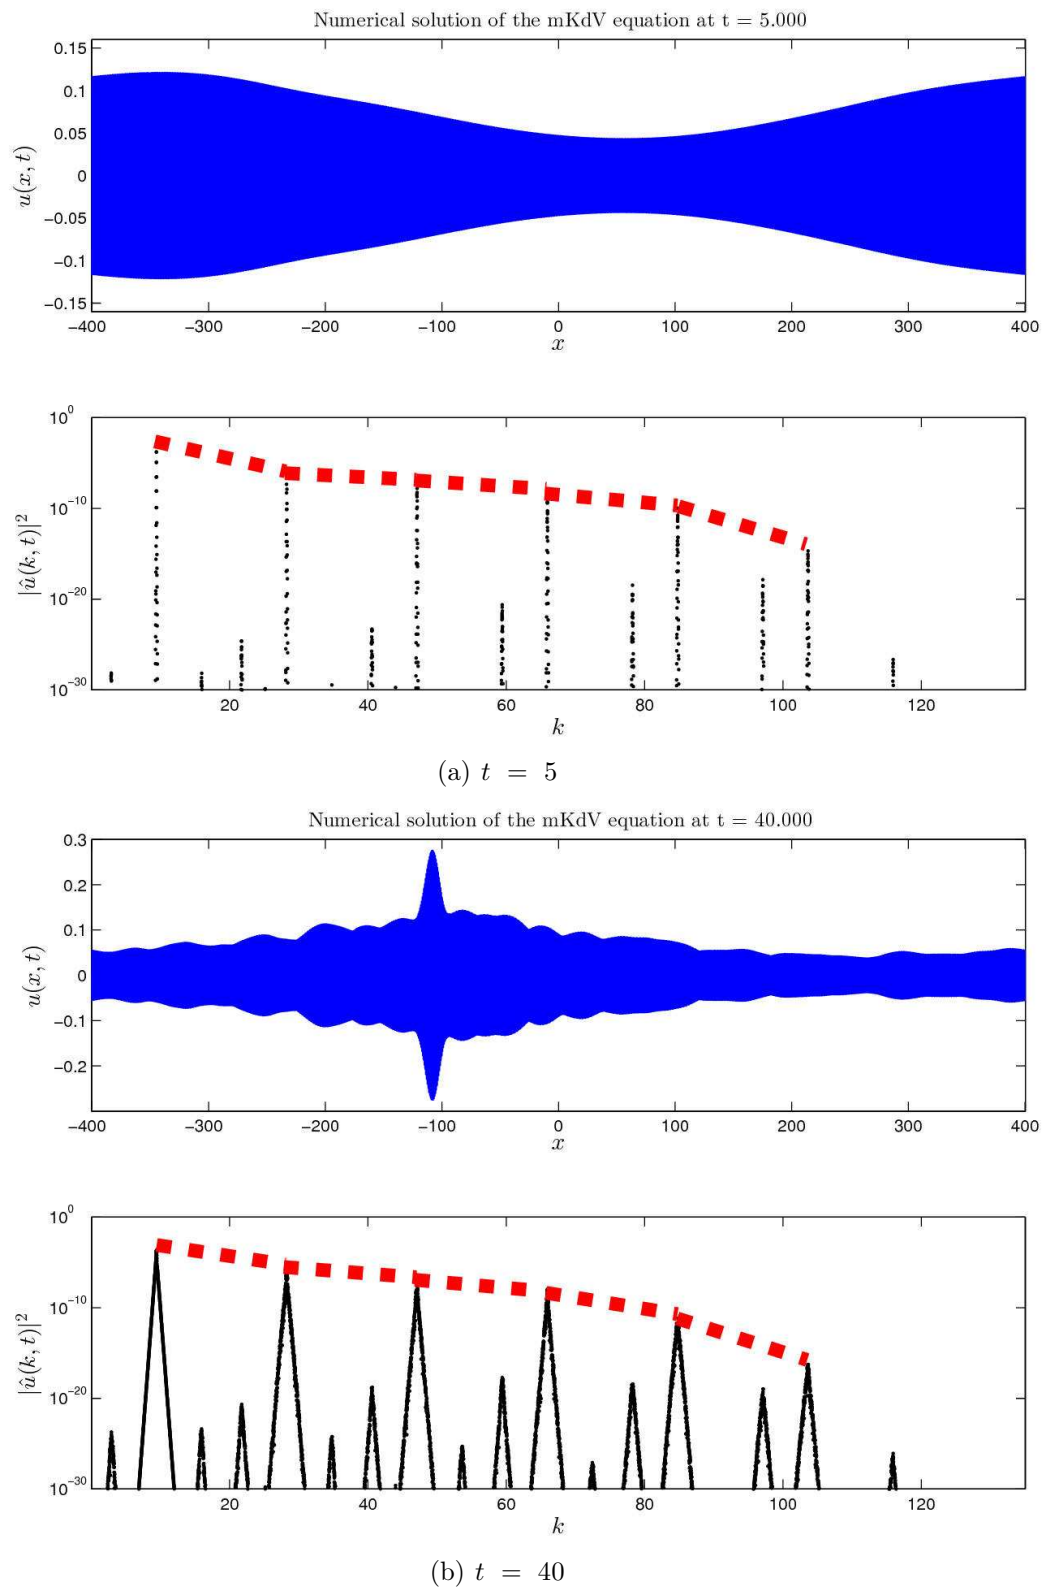 Numerical solution of the mKdV equation at t = 5.000
0.15
0.1
0.05
0
−0.05
−0.1
−0.15
u(x, t)
−400 −300 −200 −100 0 100 200 300 400
x
10^0
10^−10
10^−20
10^−30
|û(k, t)|^2
20 40 60 80 100 120
k
(a) t = 5
Numerical solution of the mKdV equation at t = 40.000
0.3
0.2
0.1
0
−0.1
−0.2
u(x, t)
−400 −300 −200 −100 0 100 200 300 400
x
10^0
10^−10
10^−20
10^−30
|û(k, t)|^2
20 40 60 80 100 120
k
(b) t = 40